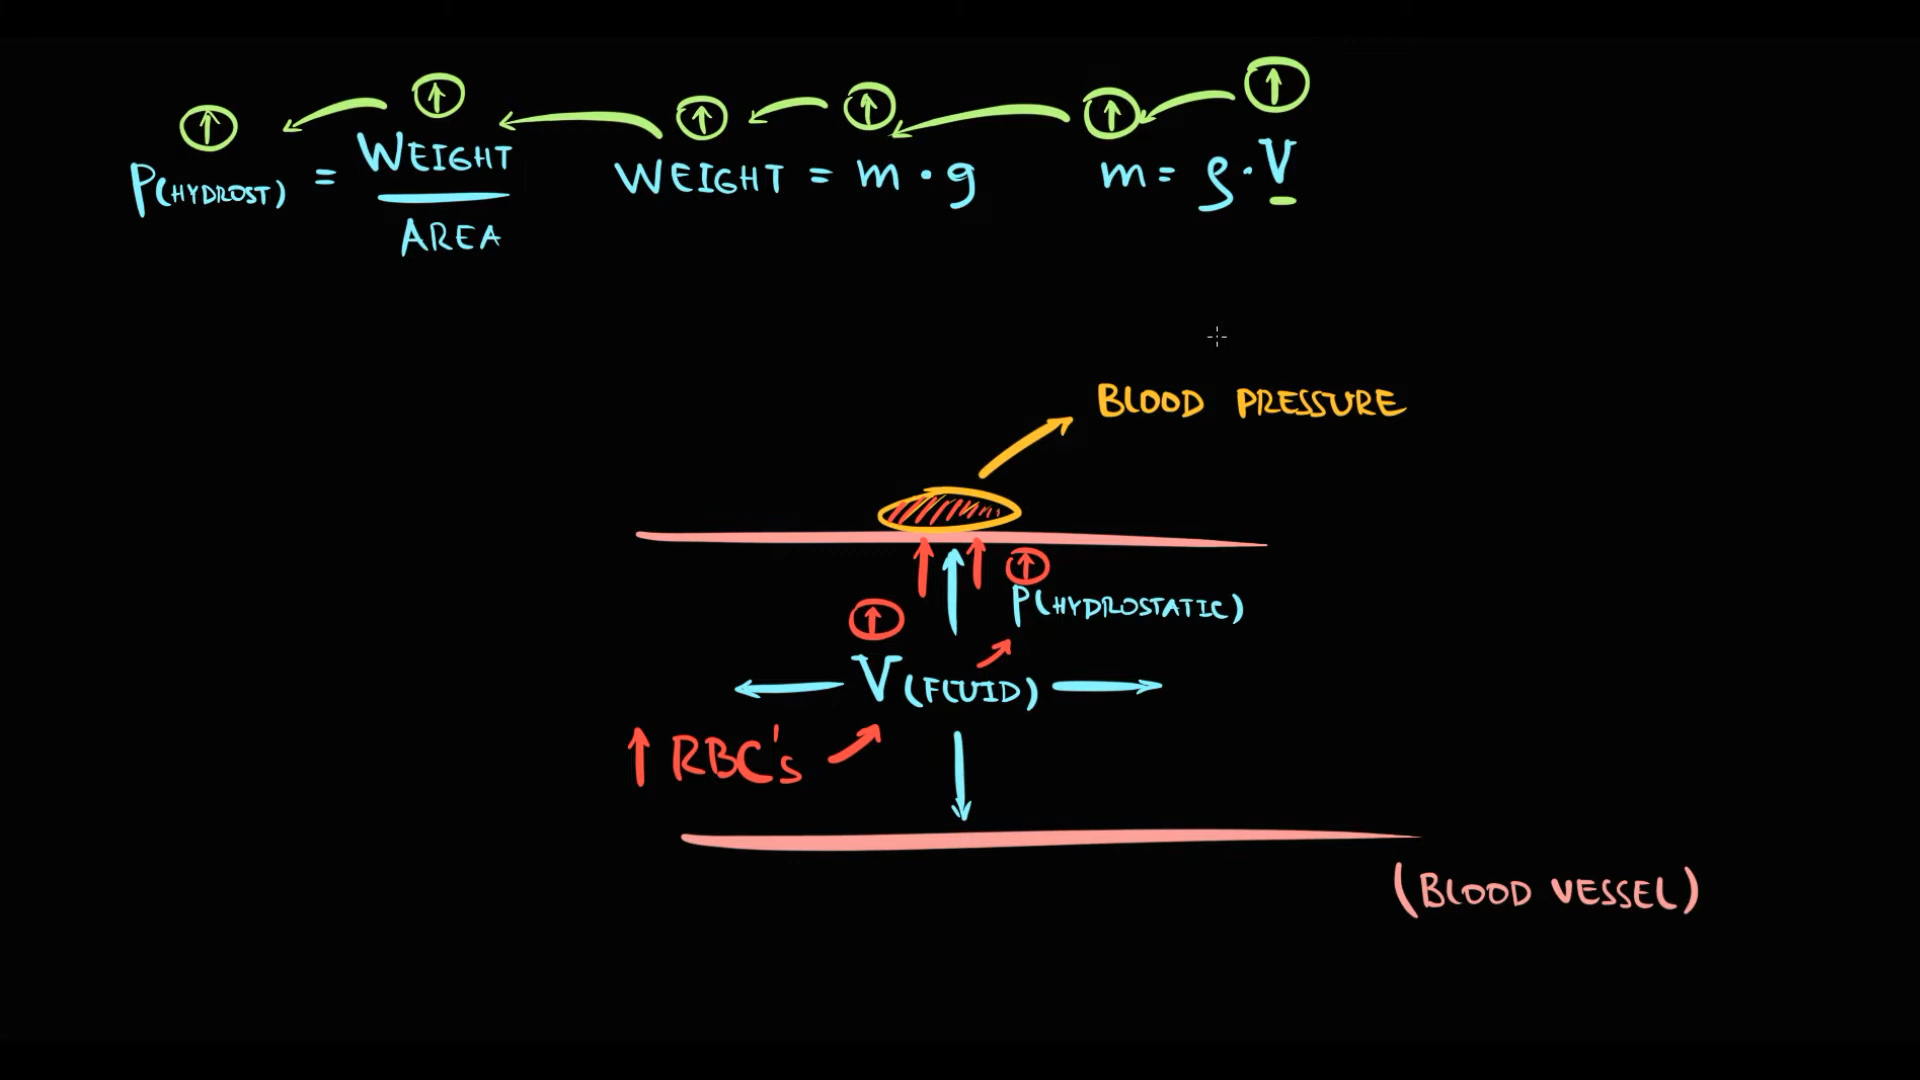 ↑ ↑ ↑ ↑ ↑ ↑
P(HYDROST) = WEIGHT / AREA
WEIGHT = m · g
m = ρ · V
BLOOD PRESSURE
↑ P(HYDROSTATIC)
↑ V(FLUID)
↑ RBC's
(BLOOD VESSEL)